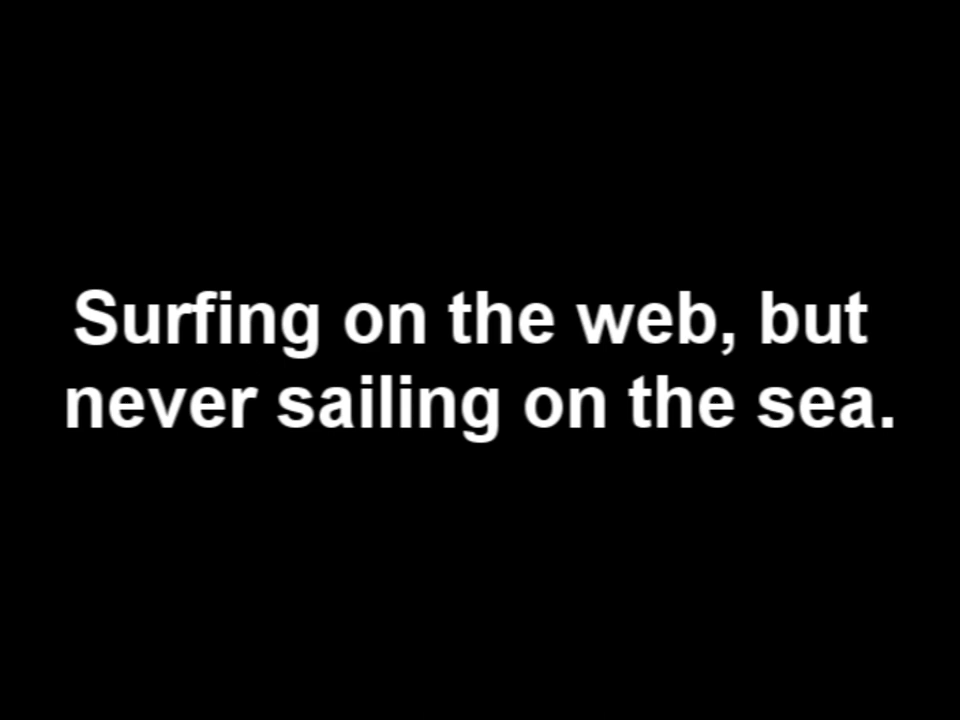 Surfing on the web, but
never sailing on the sea.